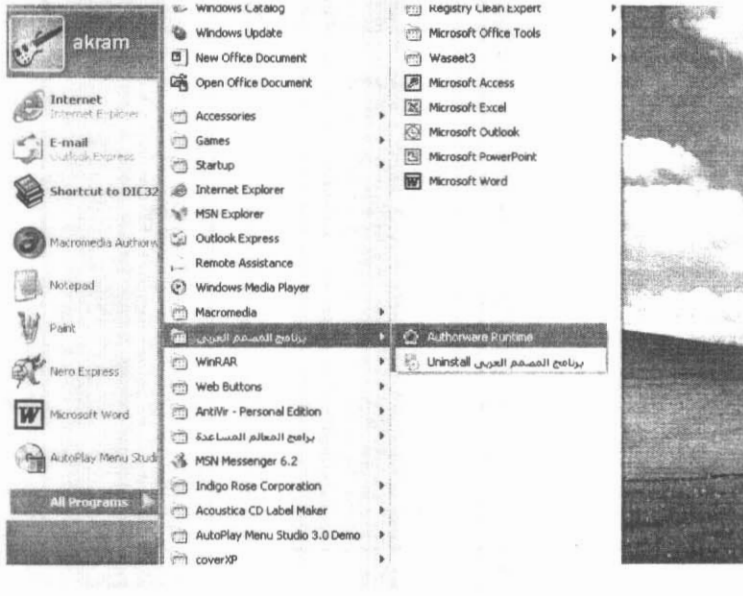 akram
Internet
Internet Explorer
E-mail
Outlook Express
Shortcut to DIC32
Macromedia Authorw
Notepad
Paint
Nero Express
Microsoft Word
AutoPlay Menu Studi
All Programs
Windows Catalog
Windows Update
New Office Document
Open Office Document
Accessories
Games
Startup
Internet Explorer
MSN Explorer
Outlook Express
Remote Assistance
Windows Media Player
Macromedia
برنامج المصمم العربي
WinRAR
Web Buttons
AntiVir - Personal Edition
برامج المعالم المساعدة
MSN Messenger 6.2
Indigo Rose Corporation
Acoustica CD Label Maker
AutoPlay Menu Studio 3.0 Demo
coverXP
Registry Clean Expert
Microsoft Office Tools
Waseet3
Microsoft Access
Microsoft Excel
Microsoft Outlook
Microsoft PowerPoint
Microsoft Word
Authorware Runtime
Uninstall برنامج المصمم العربي